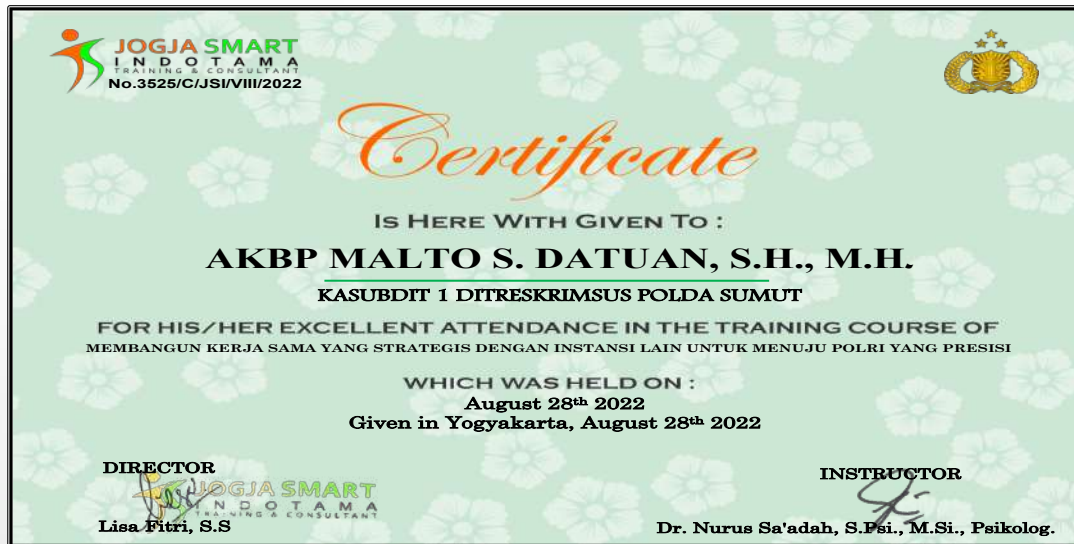 JOGJA SMART
INDOTAMA
TRAINING & CONSULTANT
No.3525/C/JSI/VIII/2022
Certificate
IS HERE WITH GIVEN TO :
AKBP MALTO S. DATUAN, S.H., M.H.
KASUBDIT 1 DITRESKRIMSUS POLDA SUMUT
FOR HIS/HER EXCELLENT ATTENDANCE IN THE TRAINING COURSE OF
MEMBANGUN KERJA SAMA YANG STRATEGIS DENGAN INSTANSI LAIN UNTUK MENUJU POLRI YANG PRESISI
WHICH WAS HELD ON :
August 28th 2022
Given in Yogyakarta, August 28th 2022
DIRECTOR
JOGJA SMART
INDOTAMA
TRAINING & CONSULTANT
Lisa Fitri, S.S
INSTRUCTOR
Dr. Nurus Sa'adah, S.Psi., M.Si., Psikolog.